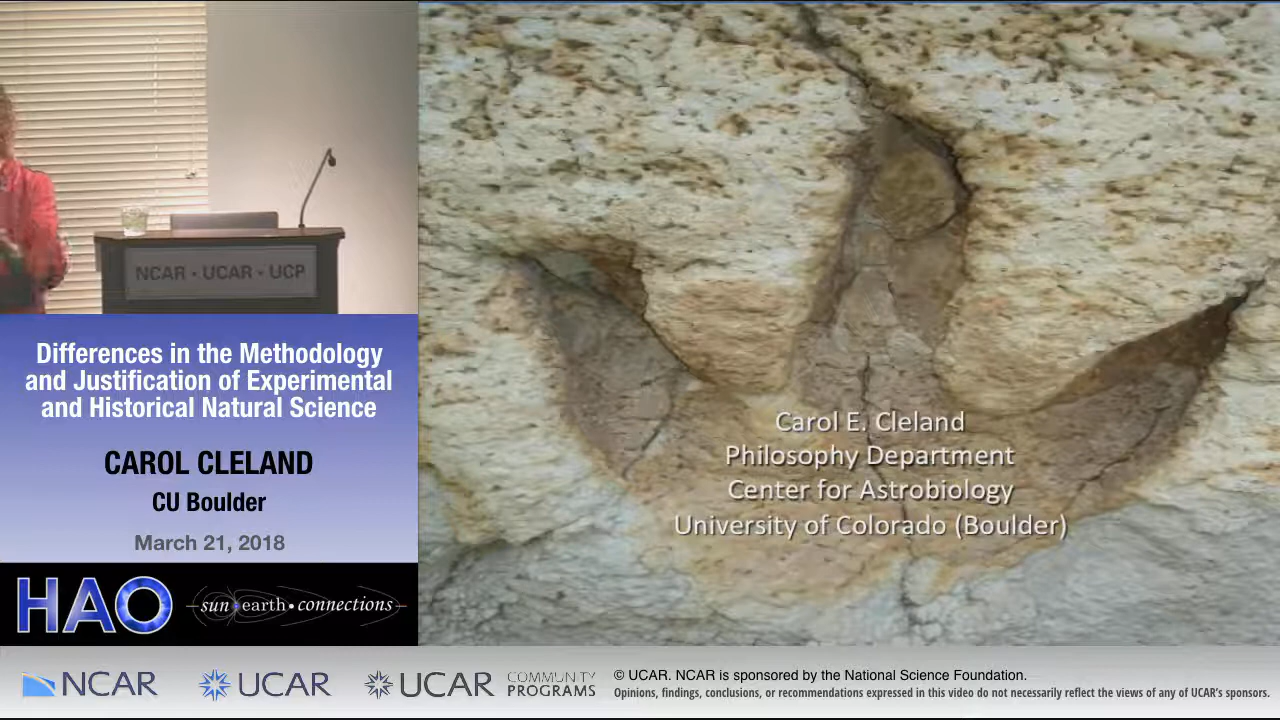 NCAR • UCAR • UCP
Differences in the Methodology
and Justification of Experimental
and Historical Natural Science
CAROL CLELAND
CU Boulder
March 21, 2018
HAO
sun•earth•connections
Carol E. Cleland
Philosophy Department
Center for Astrobiology
University of Colorado (Boulder)
NCAR
UCAR
UCAR
COMMUNITY
PROGRAMS
© UCAR. NCAR is sponsored by the National Science Foundation.
Opinions, findings, conclusions, or recommendations expressed in this video do not necessarily reflect the views of any of UCAR's sponsors.